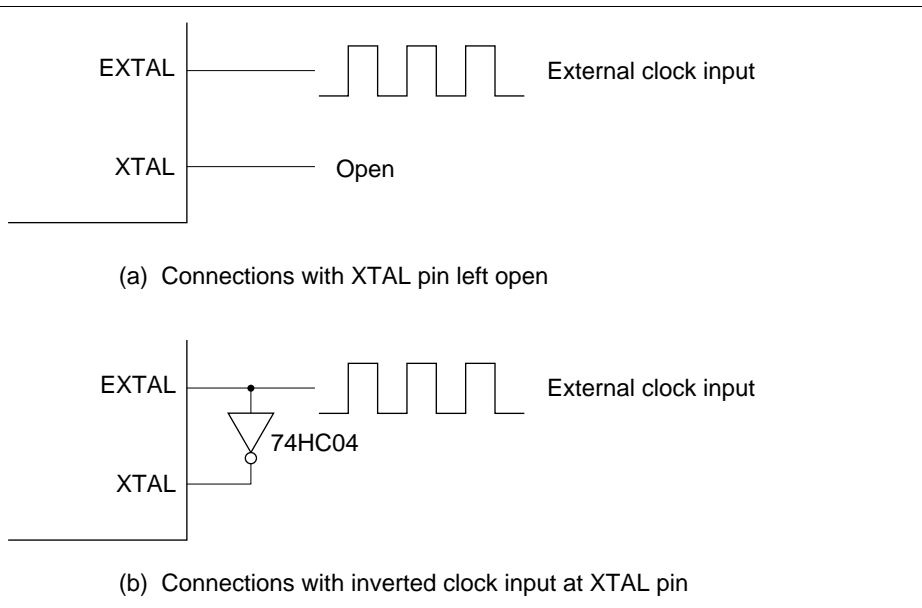 EXTAL External clock input
XTAL Open
(a) Connections with XTAL pin left open
EXTAL External clock input
74HC04
XTAL
(b) Connections with inverted clock input at XTAL pin